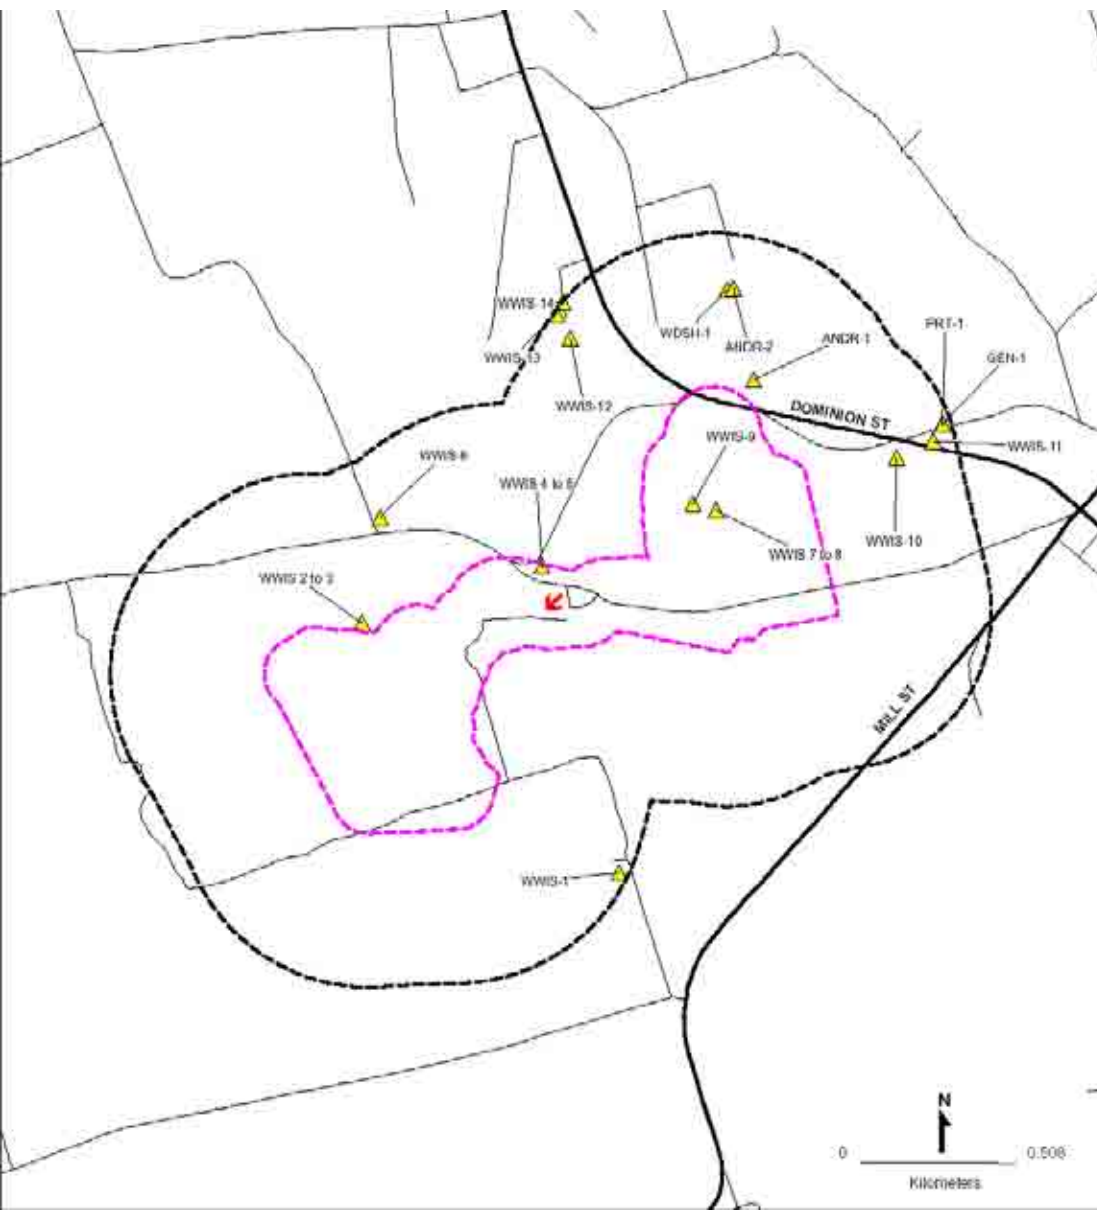 WWIS-14
WDSH-1
ANDR-2
ANDR-1
PRT-1
GEN-1
WWIS-13
WWIS-12
DOMINION ST
WWIS-9
WWIS-11
WWIS 4 to 5
WWIS-10
WWIS 7 to 8
WWIS 2 to 3
MILL ST
WWIS-1
N
0
0.508
Kilometers